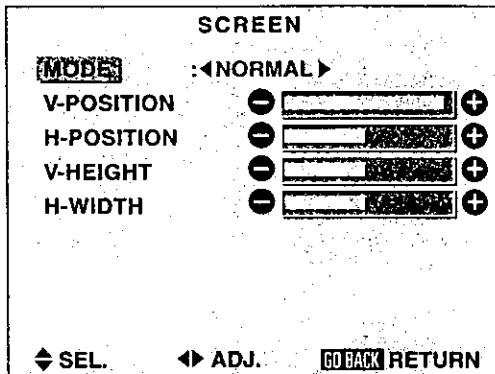 SCREEN
MODE: :◀NORMAL▶
V-POSITION
H-POSITION
V-HEIGHT
H-WIDTH
SEL. ADJ. GO BACK RETURN